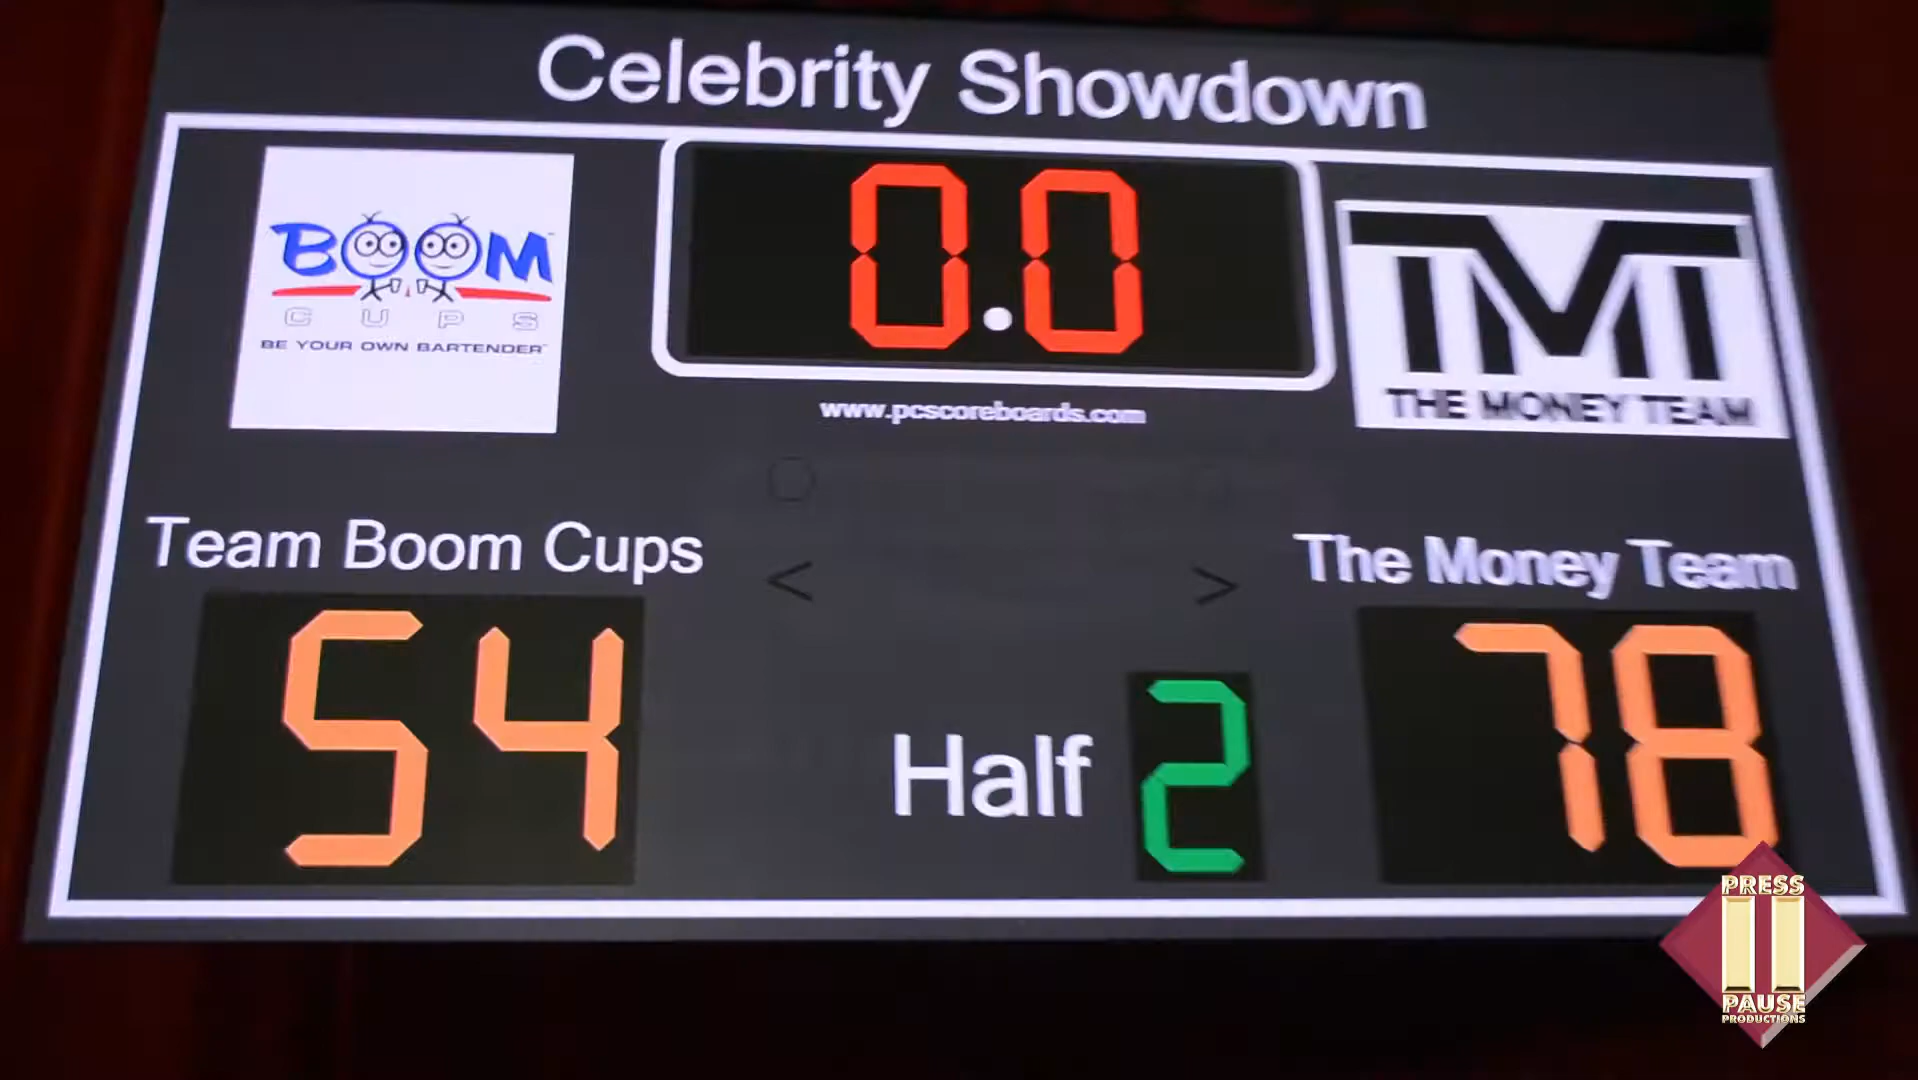 Celebrity Showdown
0.0
BOOM
CUPS
BE YOUR OWN BARTENDER™
TMT
THE MONEY TEAM
www.pcscoreboards.com
Team Boom Cups
< >
The Money Team
54
Half 2
78
PRESS
PAUSE
PRODUCTIONS